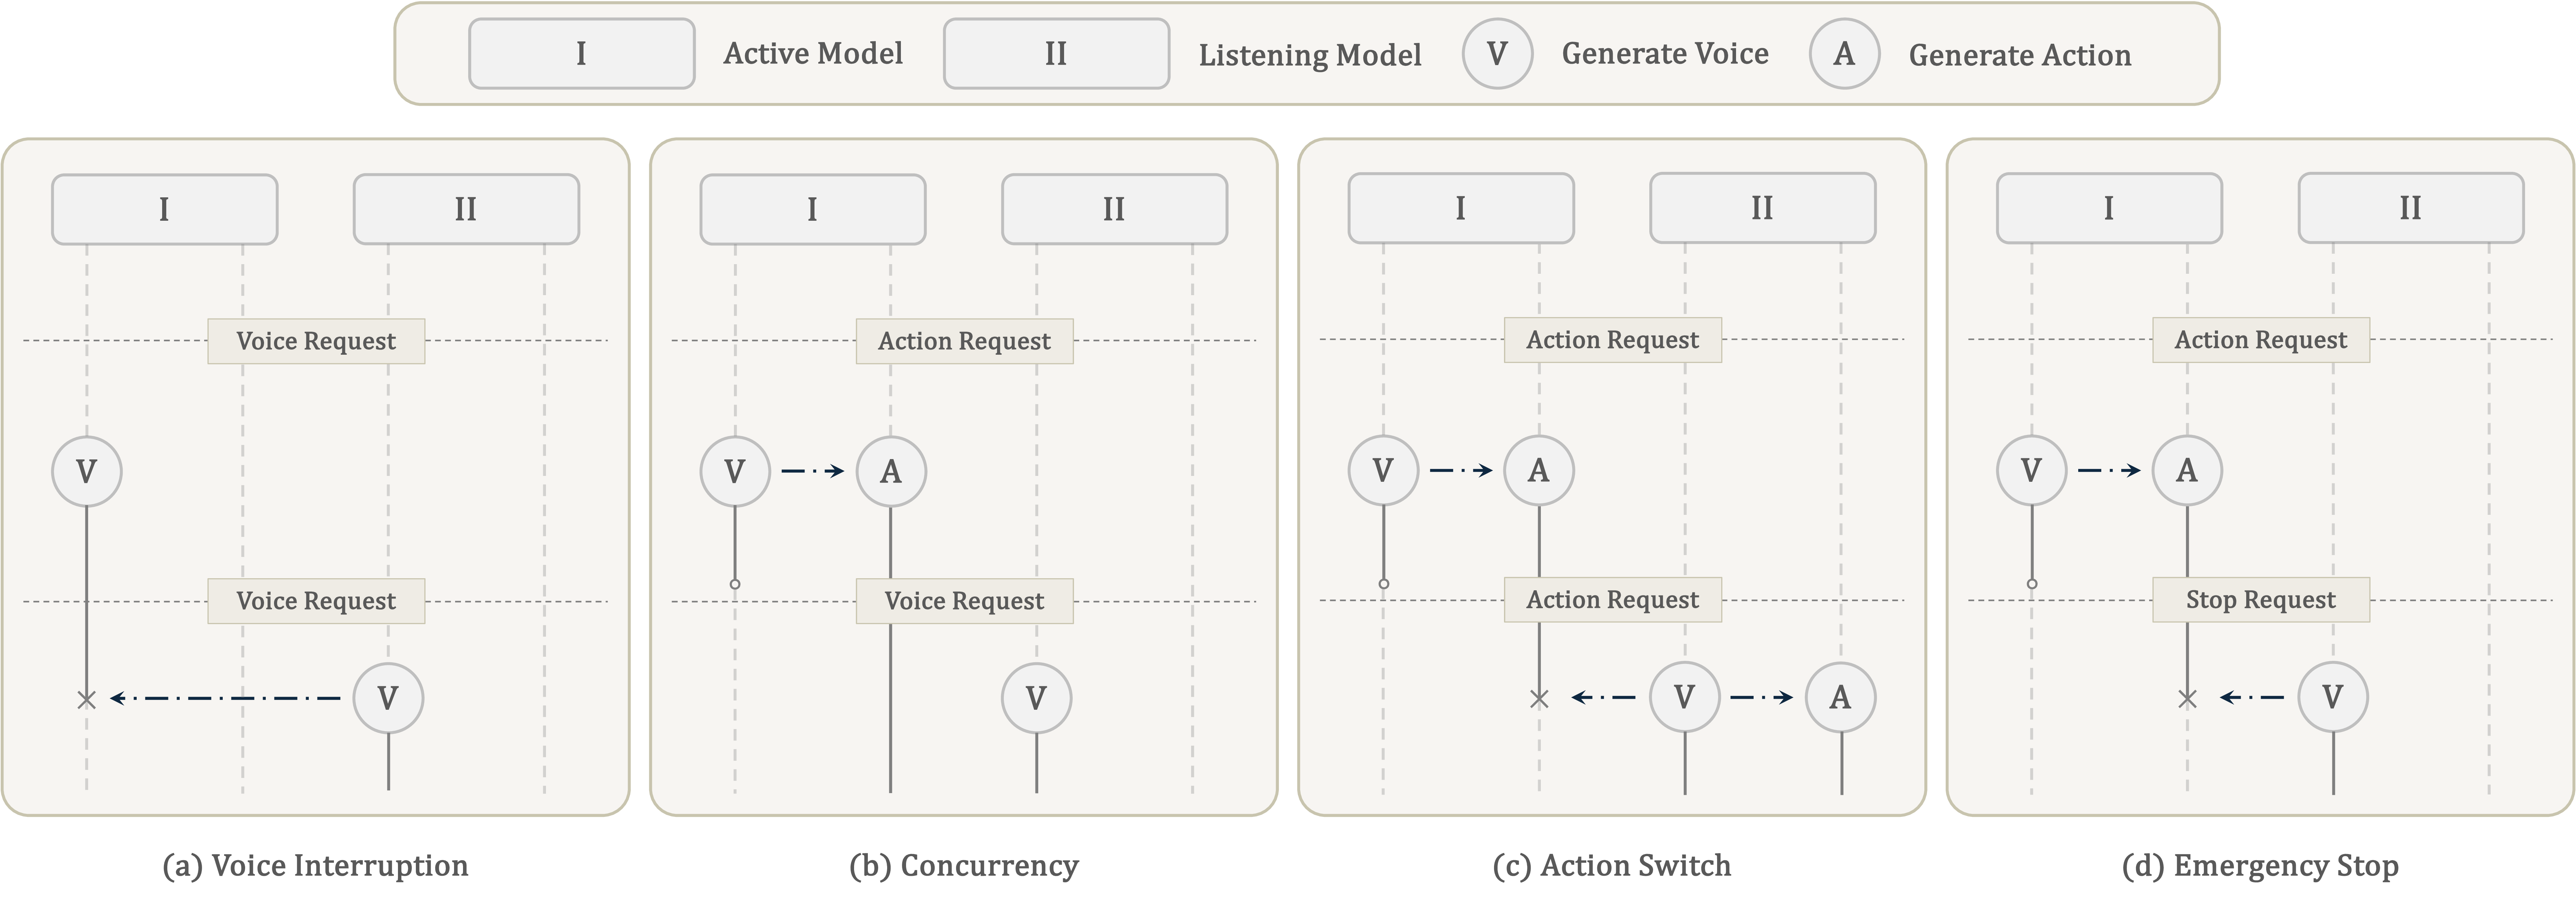 I Active Model II Listening Model V Generate Voice A Generate Action
I II
Voice Request
V
Voice Request
V
(a) Voice Interruption
I II
Action Request
V A
Voice Request
V
(b) Concurrency
I II
Action Request
V A
Action Request
V A
(c) Action Switch
I II
Action Request
V A
Stop Request
V
(d) Emergency Stop